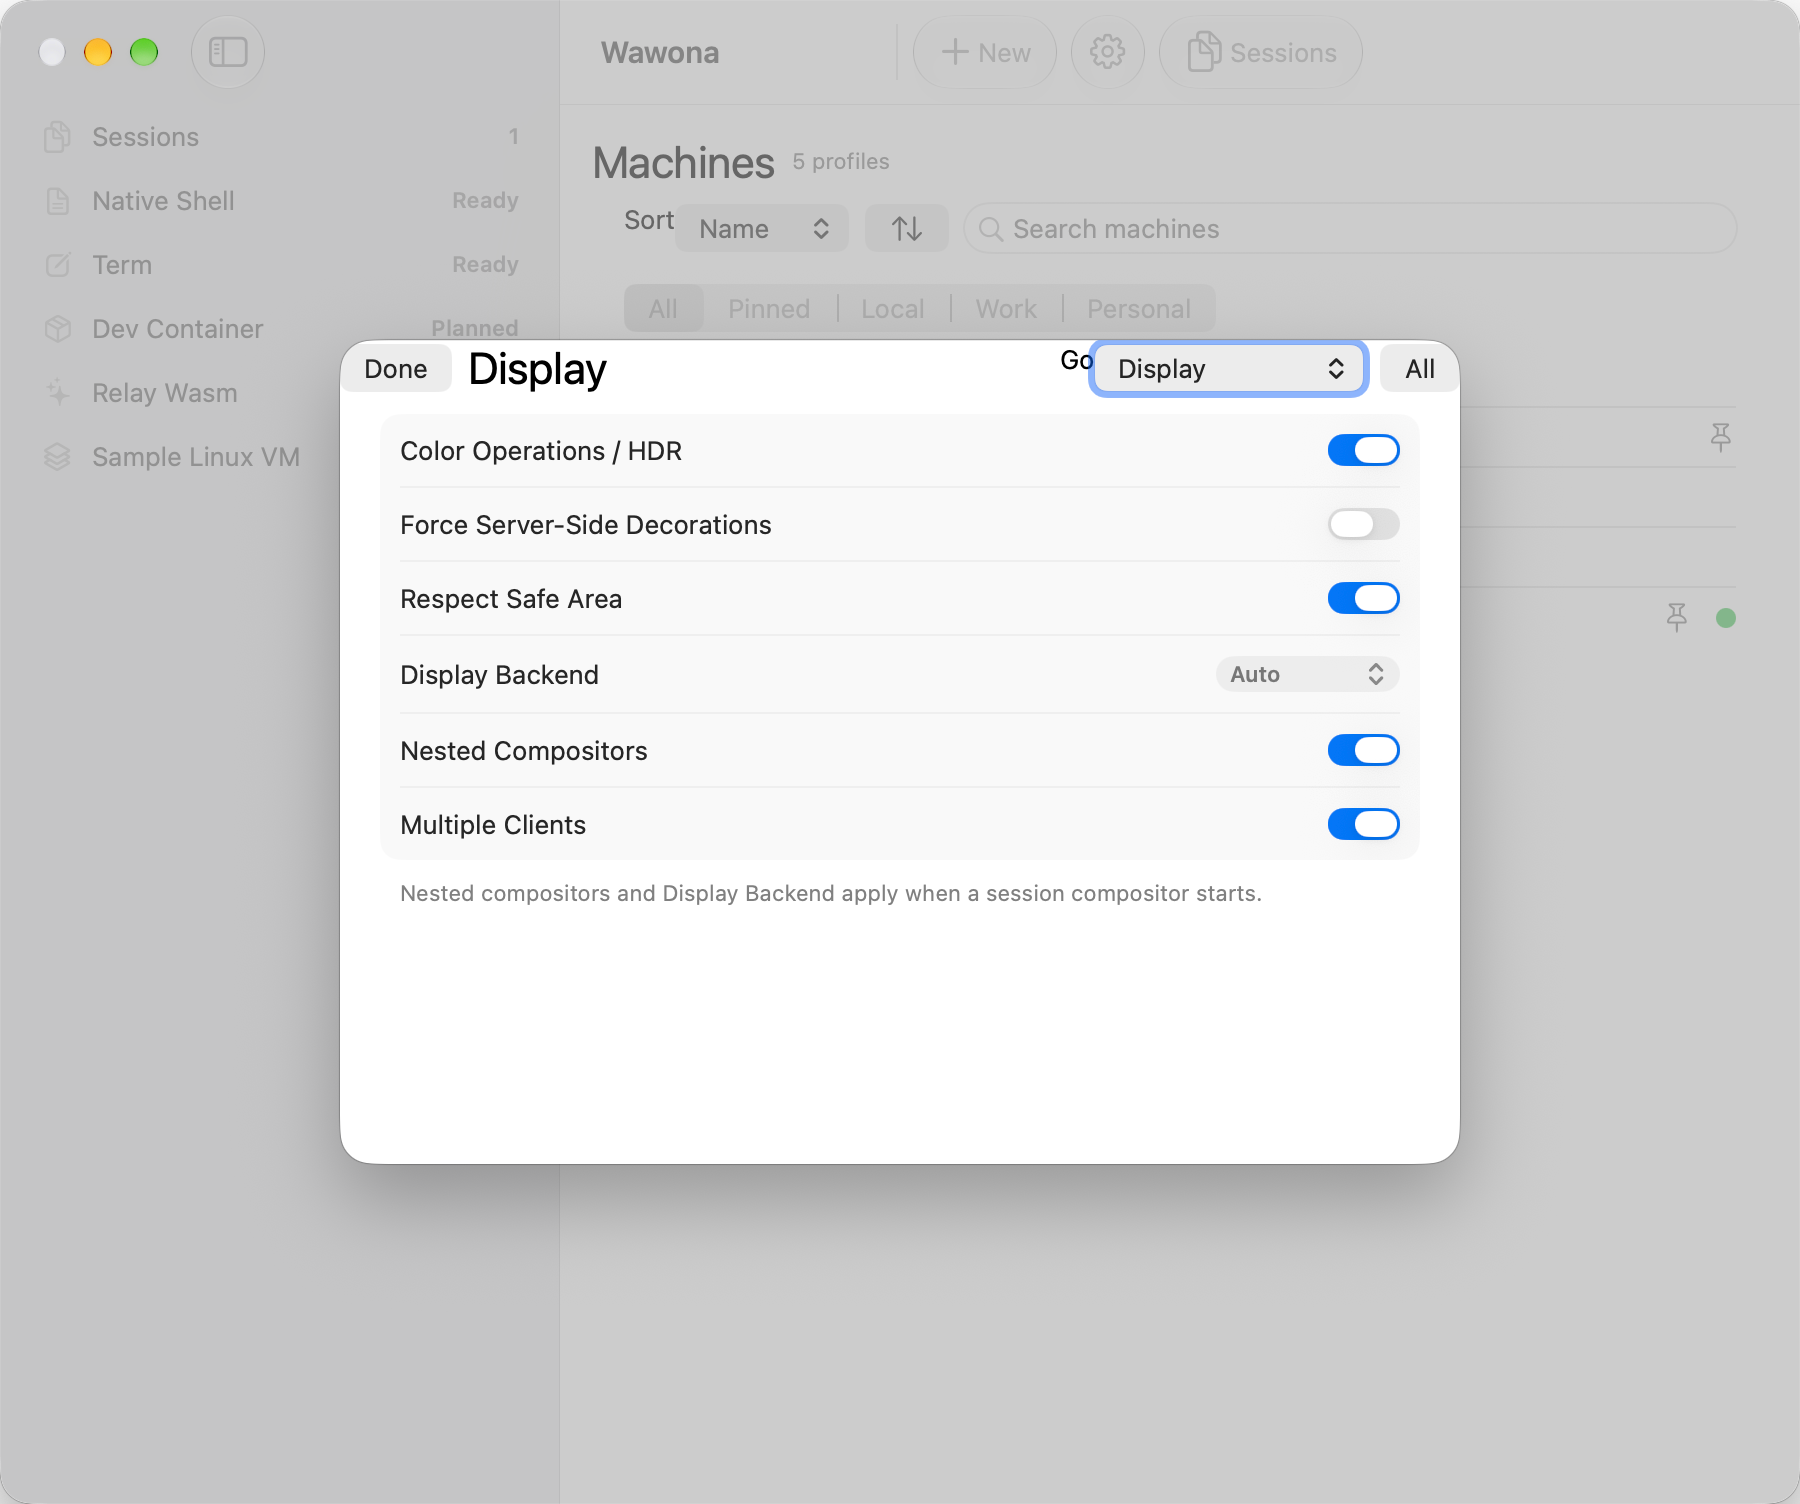 Wawona
New
Sessions
Sessions 1
Native Shell Ready
Term Ready
Dev Container Planned
Relay Wasm
Sample Linux VM
Machines 5 profiles
Sort Name Search machines
All Pinned Local Work Personal
Done Display Go Display All
Color Operations / HDR
Force Server-Side Decorations
Respect Safe Area
Display Backend Auto
Nested Compositors
Multiple Clients
Nested compositors and Display Backend apply when a session compositor starts.